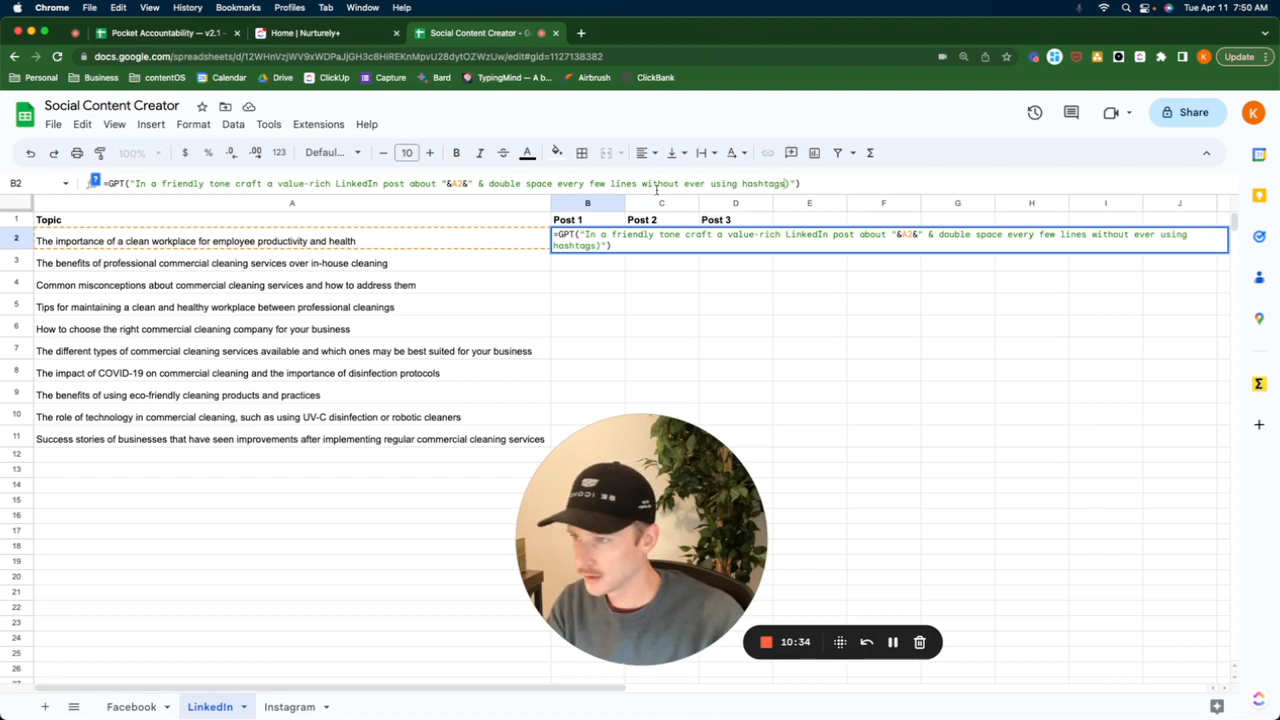 Chrome File Edit View History Bookmarks Profiles Tab Window Help Tue Apr 11 7:50 AM
Pocket Accountability — v2.1 - Home | Nurturely+ Social Content Creator - G
docs.google.com/spreadsheets/d/12WHnVzjWV9xWDPaJjGH3c8HiREKnMpvU28dytOZWzUw/edit#gid=1127138382 Update
Personal Business contentOS Calendar Drive ClickUp Capture Bard TypingMind — A b... Airbrush ClickBank
Social Content Creator
Share K
File Edit View Insert Format Data Tools Extensions Help
100% $ % .0 .00 123 Defaul... 10 B I A
B2 =GPT("In a friendly tone craft a value-rich LinkedIn post about "&A2&" & double space every few lines without ever using hashtags)")
A B C D E F G H I J
1 Topic Post 1 Post 2 Post 3
2 The importance of a clean workplace for employee productivity and health =GPT("In a friendly tone craft a value-rich LinkedIn post about "&A2&" & double space every few lines without ever using
hashtags)")
3 The benefits of professional commercial cleaning services over in-house cleaning
4 Common misconceptions about commercial cleaning services and how to address them
5 Tips for maintaining a clean and healthy workplace between professional cleanings
6 How to choose the right commercial cleaning company for your business
7 The different types of commercial cleaning services available and which ones may be best suited for your business
8 The impact of COVID-19 on commercial cleaning and the importance of disinfection protocols
9 The benefits of using eco-friendly cleaning products and practices
10 The role of technology in commercial cleaning, such as using UV-C disinfection or robotic cleaners
11 Success stories of businesses that have seen improvements after implementing regular commercial cleaning services
12
13
14
15
16
17
18
19
20
21
22
23
24
25
26
10:34
Facebook LinkedIn Instagram